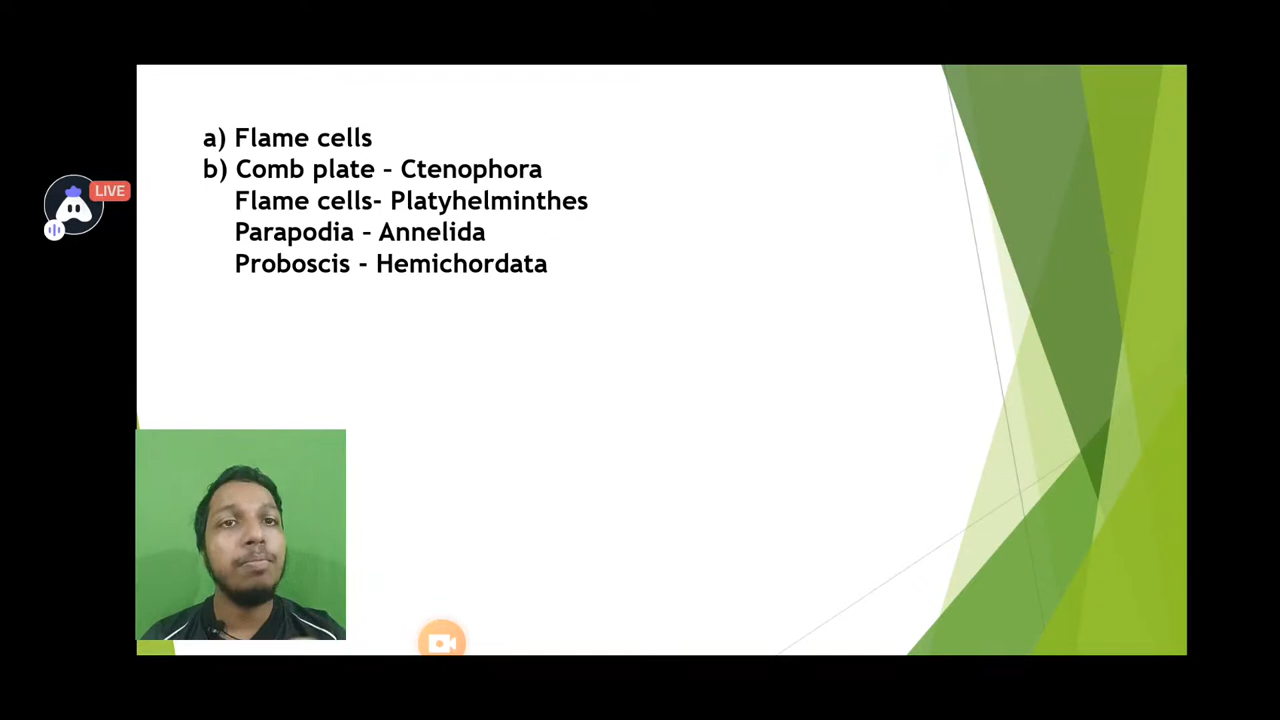 a) Flame cells
b) Comb plate – Ctenophora
Flame cells- Platyhelminthes
LIVE
Parapodia – Annelida
Proboscis - Hemichordata